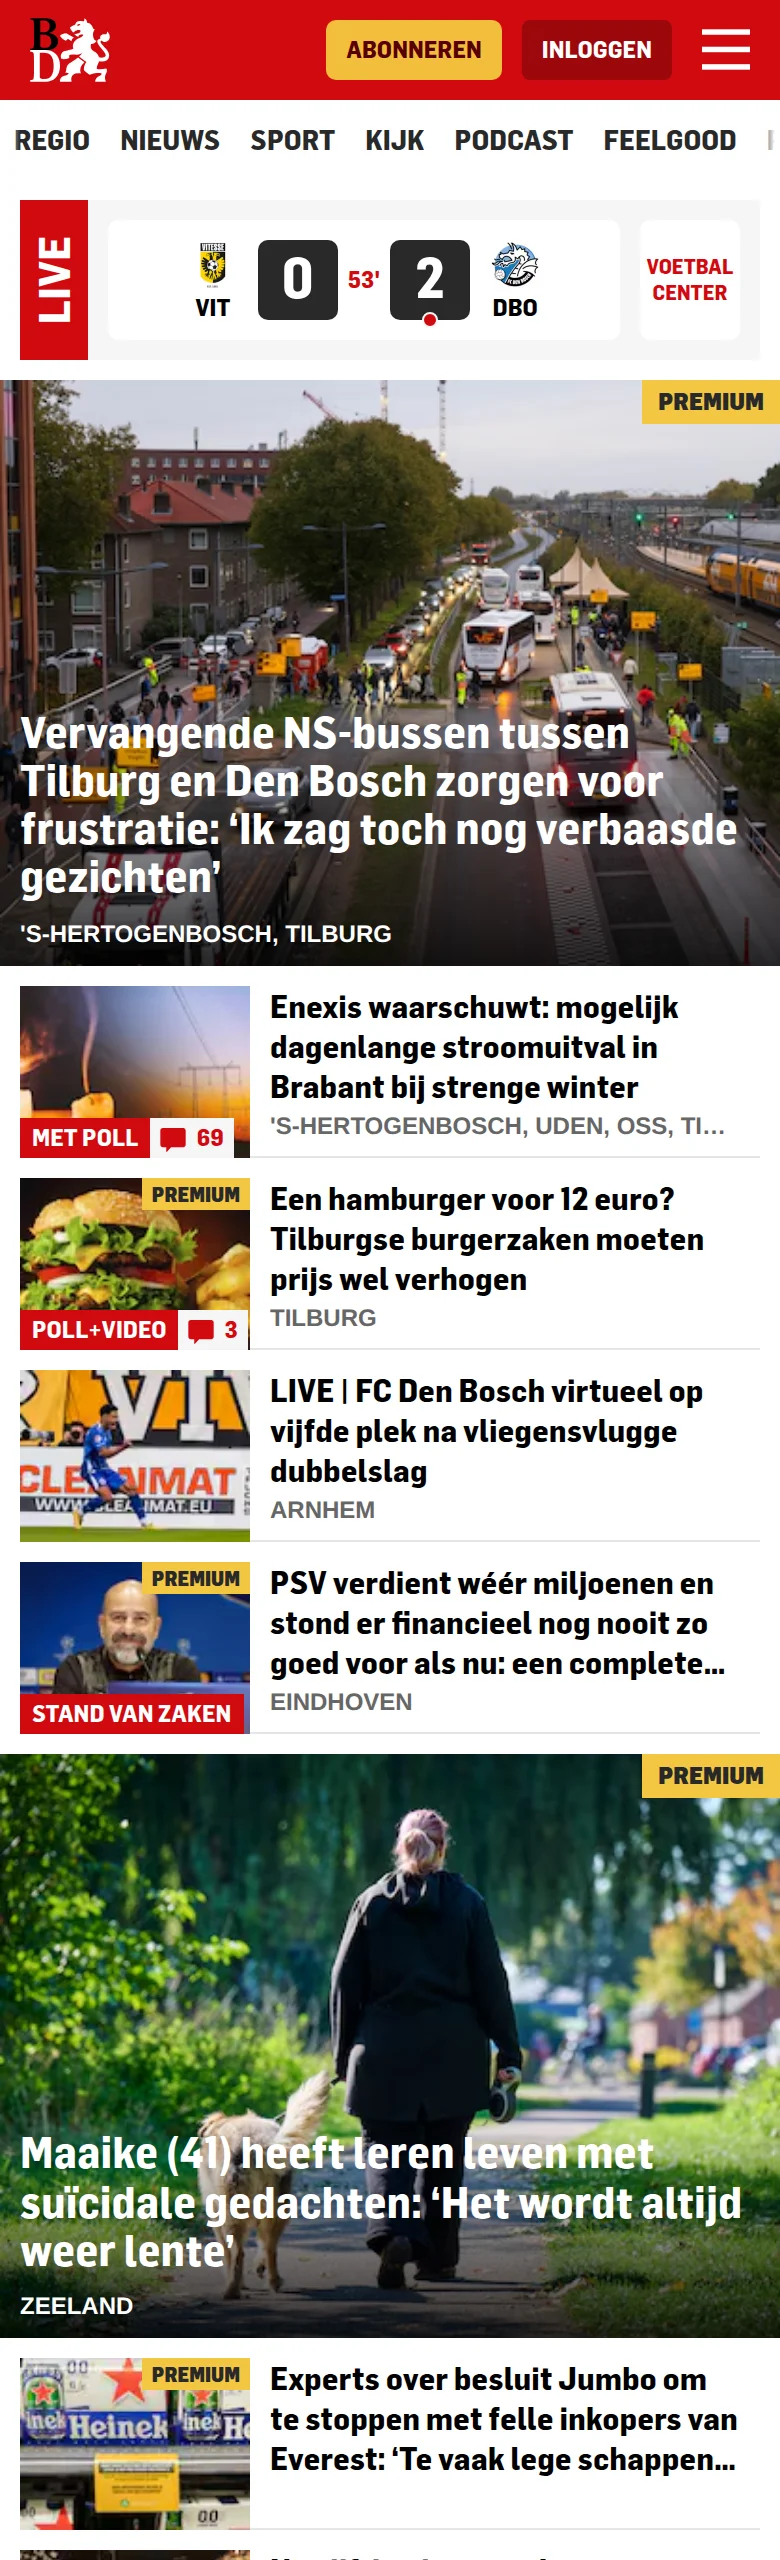 BD
ABONNEREN
INLOGGEN
REGIO NIEUWS SPORT KIJK PODCAST FEELGOOD
LIVE
VITESSE
VIT
0
53'
2
DBO
VOETBAL
CENTER
PREMIUM
Vervangende NS-bussen tussen
Tilburg en Den Bosch zorgen voor
frustratie: ‘Ik zag toch nog verbaasde
gezichten’
'S-HERTOGENBOSCH, TILBURG
MET POLL 69
Enexis waarschuwt: mogelijk
dagenlange stroomuitval in
Brabant bij strenge winter
'S-HERTOGENBOSCH, UDEN, OSS, TI…
PREMIUM
POLL+VIDEO 3
Een hamburger voor 12 euro?
Tilburgse burgerzaken moeten
prijs wel verhogen
TILBURG
VIV
CLEANIMAT
WWW.CLEANIMAT.EU
LIVE | FC Den Bosch virtueel op
vijfde plek na vliegensvlugge
dubbelslag
ARNHEM
PREMIUM
STAND VAN ZAKEN
PSV verdient wéér miljoenen en
stond er financieel nog nooit zo
goed voor als nu: een complete…
EINDHOVEN
PREMIUM
Maaike (41) heeft leren leven met
suïcidale gedachten: ‘Het wordt altijd
weer lente’
ZEELAND
PREMIUM
Heinek
Experts over besluit Jumbo om
te stoppen met felle inkopers van
Everest: ‘Te vaak lege schappen…